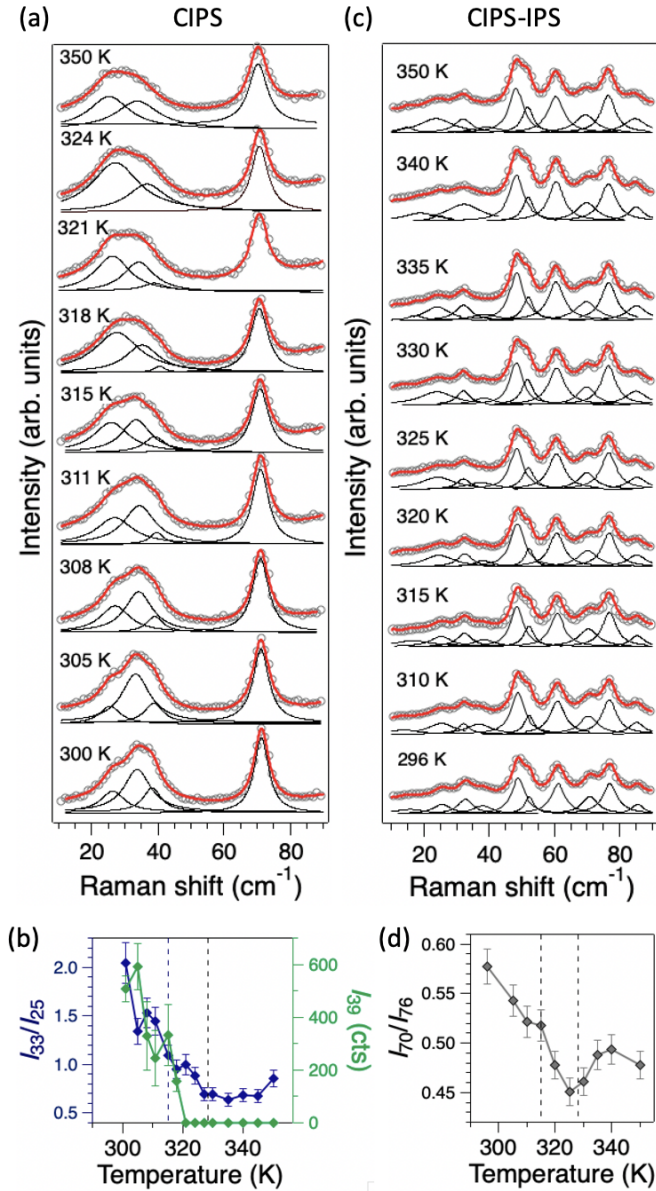 (a) CIPS
Intensity (arb. units)
350 K
324 K
321 K
318 K
315 K
311 K
308 K
305 K
300 K
20 40 60 80
Raman shift (cm⁻¹)
(c) CIPS-IPS
Intensity (arb. units)
350 K
340 K
335 K
330 K
325 K
320 K
315 K
310 K
296 K
20 40 60 80
Raman shift (cm⁻¹)
(b)
I₃₃/I₂₅
2.0
1.5
1.0
0.5
600
400
200
0
I₃₉ (cts)
300 320 340
Temperature (K)
(d)
I₇₀/I₇₆
0.60
0.55
0.50
0.45
300 320 340
Temperature (K)